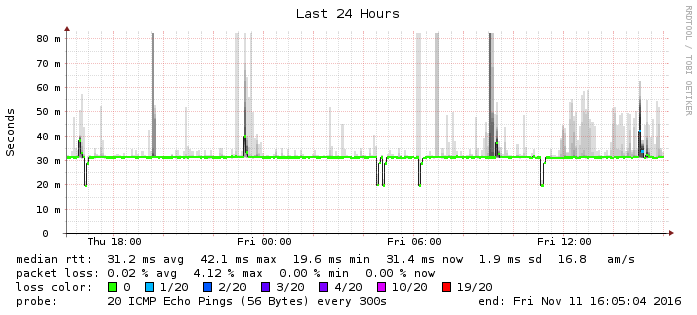 Last 24 Hours
RRDTOOL / TOBI OETIKER
Seconds
80 m
70 m
60 m
50 m
40 m
30 m
20 m
10 m
0
Thu 18:00 Fri 00:00 Fri 06:00 Fri 12:00
median rtt: 31.2 ms avg 42.1 ms max 19.6 ms min 31.4 ms now 1.9 ms sd 16.8 am/s
packet loss: 0.02 % avg 4.12 % max 0.00 % min 0.00 % now
loss color: 0 1/20 2/20 3/20 4/20 10/20 19/20
probe: 20 ICMP Echo Pings (56 Bytes) every 300s end: Fri Nov 11 16:05:04 2016